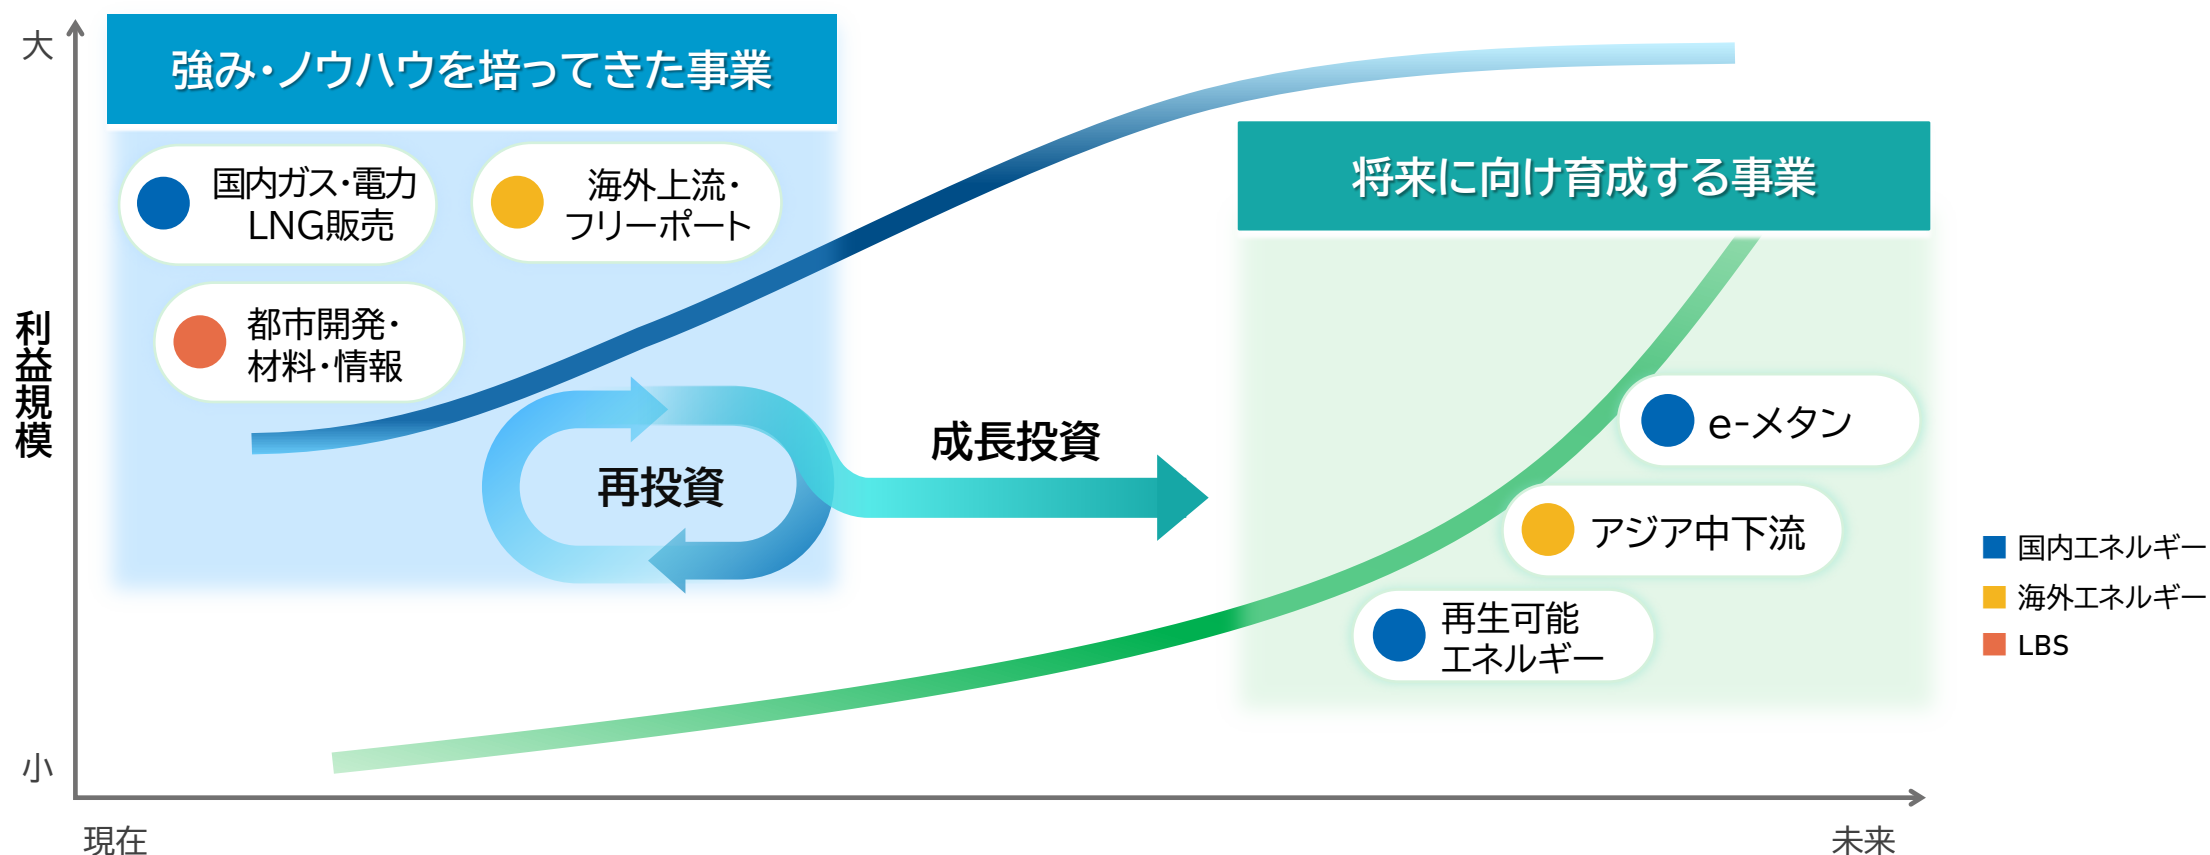 大
強み・ノウハウを培ってきた事業
国内ガス・電力
LNG販売
海外上流・
フリーポート
都市開発・
材料・情報
利益規模
再投資
成長投資
将来に向け育成する事業
e-メタン
アジア中下流
再生可能
エネルギー
国内エネルギー
海外エネルギー
LBS
小
現在
未来